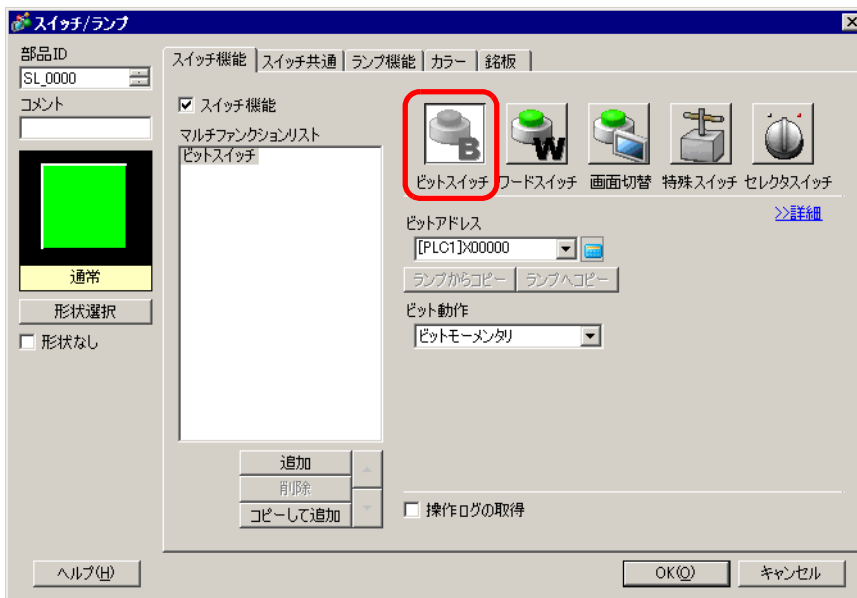 スイッチ/ランプ
部品ID
SL_0000
コメント
通常
形状選択
形状なし
スイッチ機能 スイッチ共通 ランプ機能 カラー 銘板
スイッチ機能
マルチファンクションリスト
ビットスイッチ
追加
削除
コピーして追加
B W
ビットスイッチ ワードスイッチ 画面切替 特殊スイッチ セレクタスイッチ
>>詳細
ビットアドレス
[PLC1]X00000
ランプからコピー ランプへコピー
ビット動作
ビットモーメンタリ
操作ログの取得
ヘルプ(H) OK(O) キャンセル